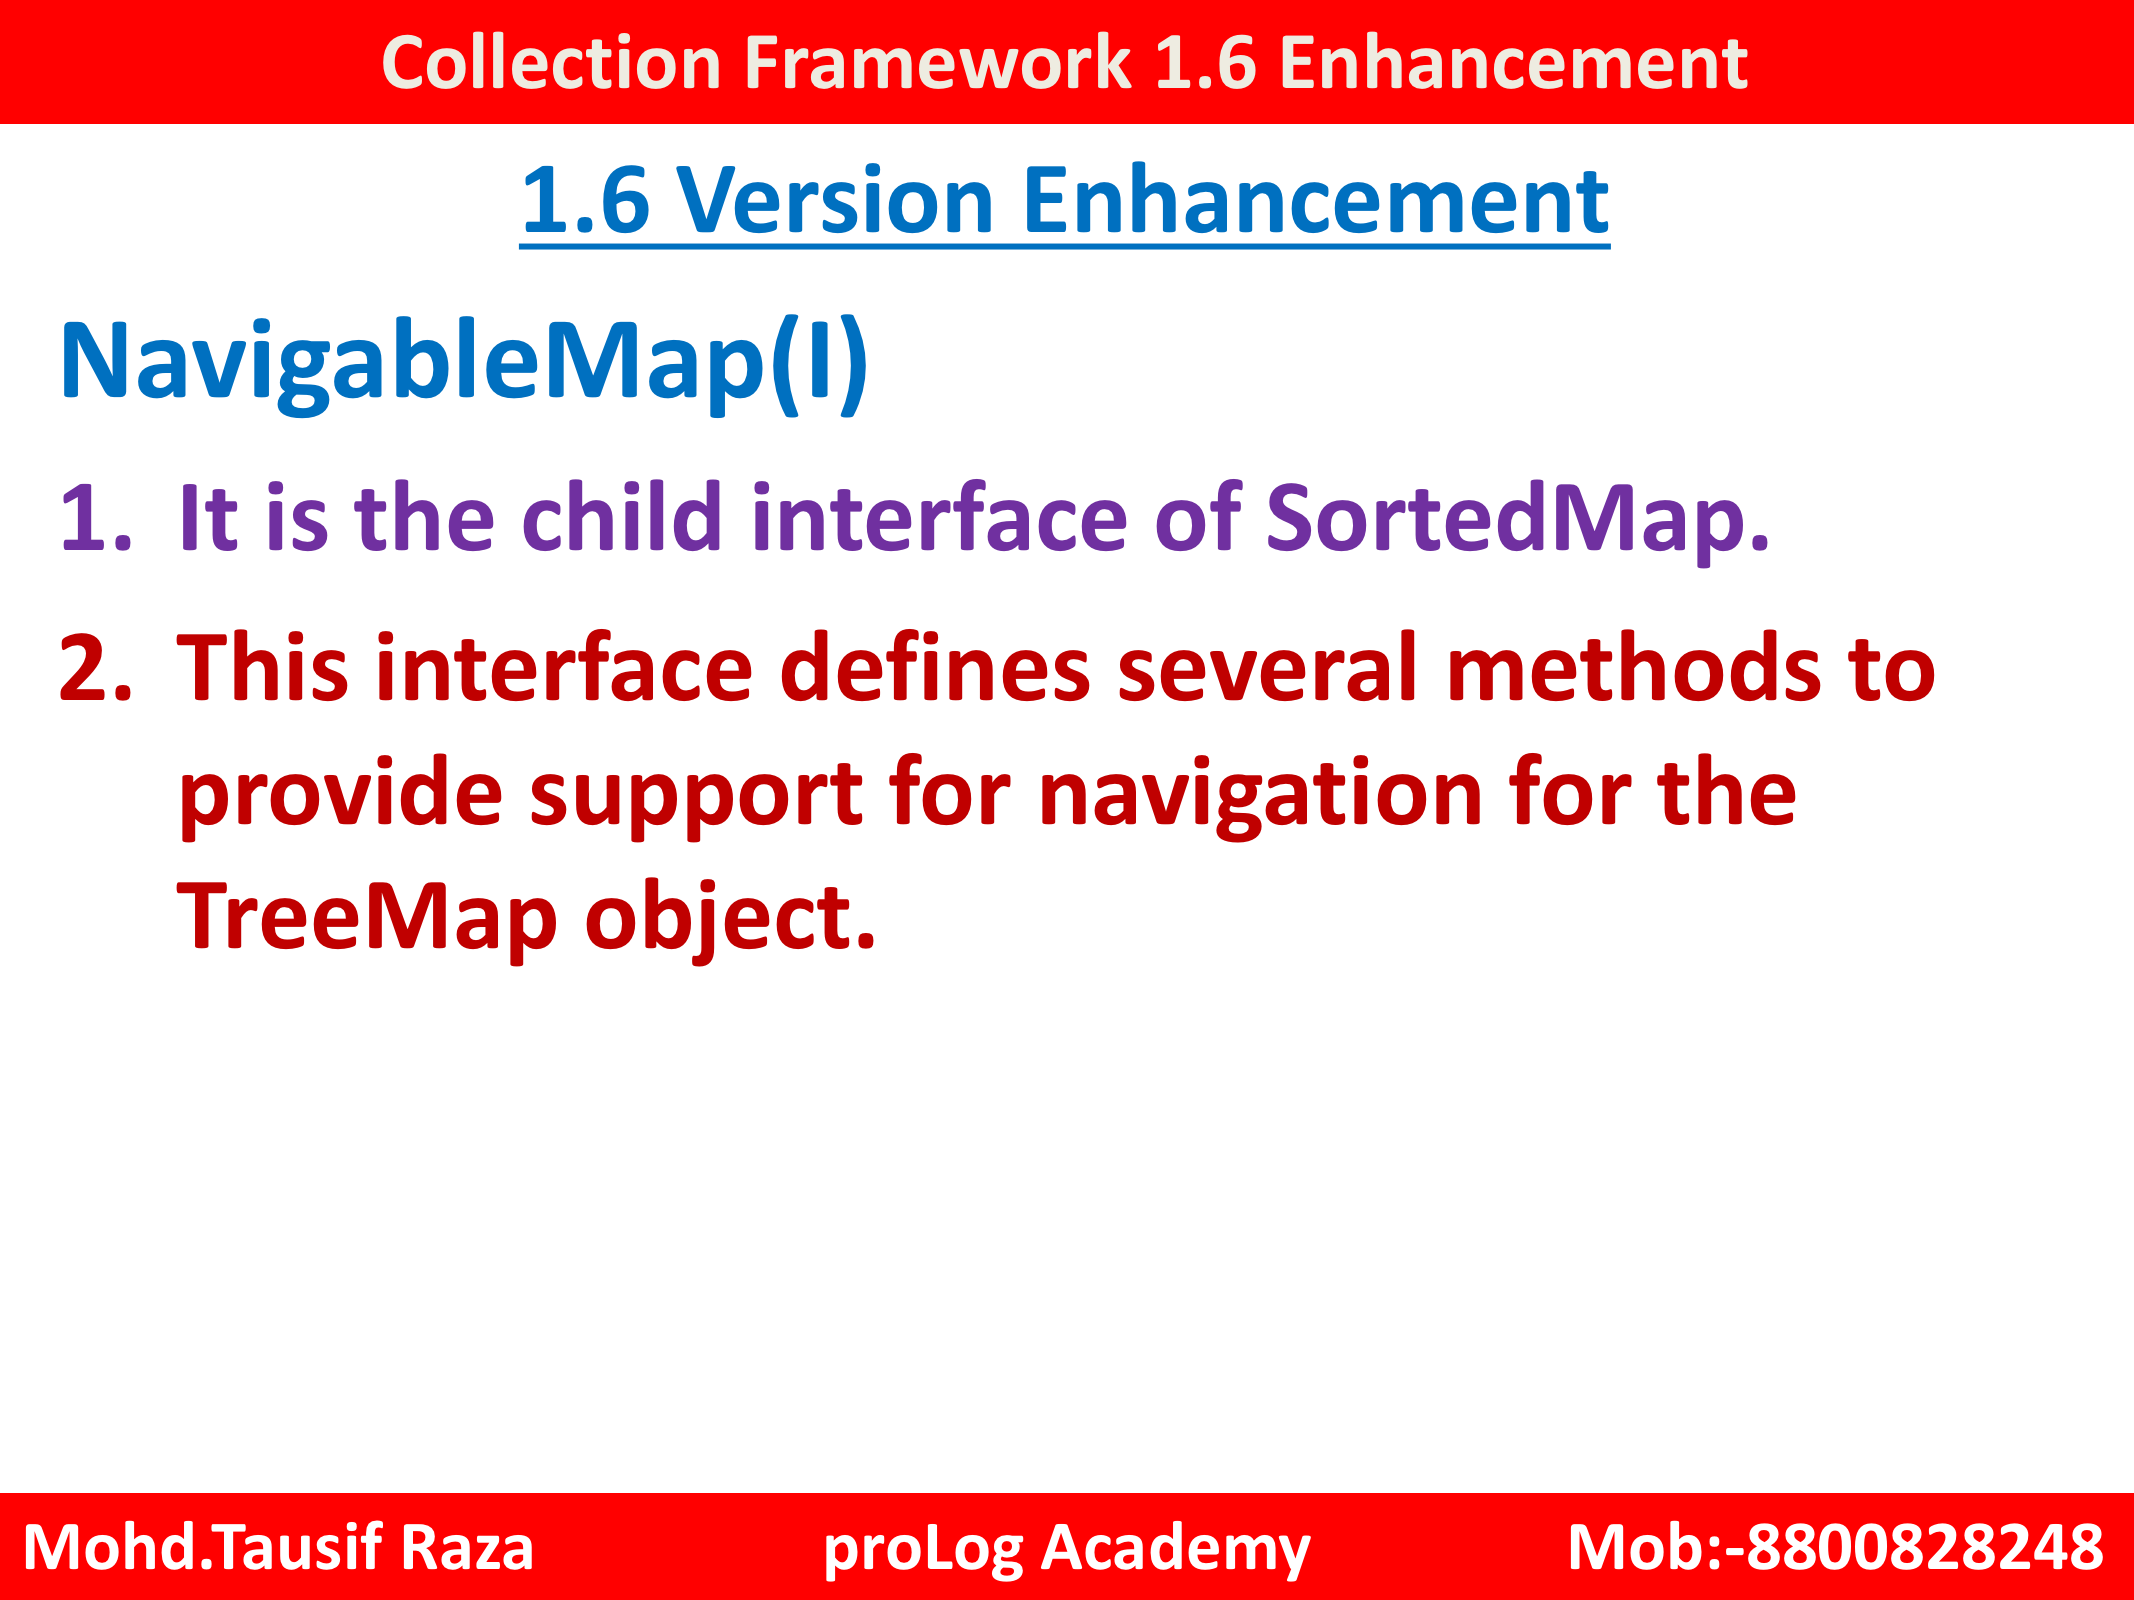 Collection Framework 1.6 Enhancement
1.6 Version Enhancement
NavigableMap(I)
1. It is the child interface of SortedMap.
2. This interface defines several methods to
provide support for navigation for the
TreeMap object.
Mohd.Tausif Raza proLog Academy Mob:-8800828248